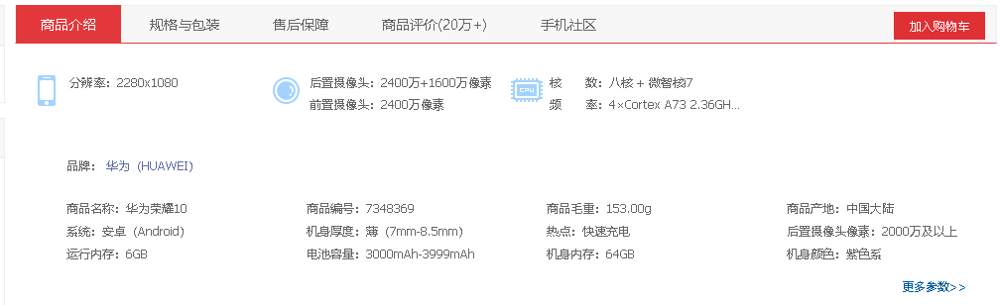 商品介绍 规格与包装 售后保障 商品评价(20万+) 手机社区 加入购物车
分辨率：2280x1080 后置摄像头：2400万+1600万像素 核 数：八核 + 微智核i7
前置摄像头：2400万像素 CPU 频 率：4×Cortex A73 2.36GH...
品牌： 华为（HUAWEI）
商品名称：华为荣耀10 商品编号：7348369 商品毛重：153.00g 商品产地：中国大陆
系统：安卓（Android） 机身厚度：薄（7mm-8.5mm） 热点：快速充电 后置摄像头像素：2000万及以上
运行内存：6GB 电池容量：3000mAh-3999mAh 机身内存：64GB 机身颜色：紫色系
更多参数>>